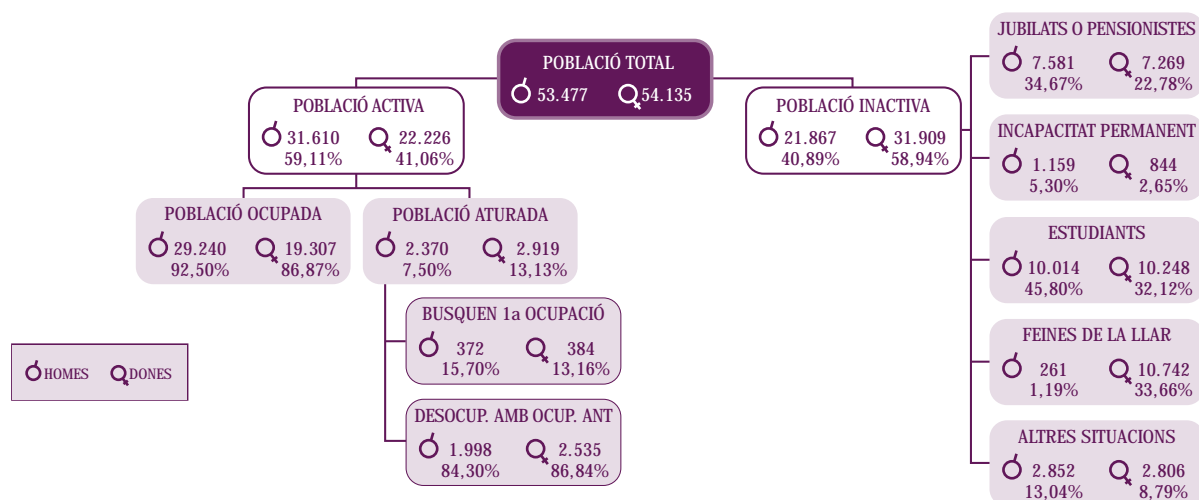 POBLACIÓ TOTAL
53.477 54.135
POBLACIÓ ACTIVA
31.610 22.226
59,11% 41,06%
POBLACIÓ OCUPADA
29.240 19.307
92,50% 86,87%
POBLACIÓ ATURADA
2.370 2.919
7,50% 13,13%
BUSQUEN 1a OCUPACIÓ
372 384
15,70% 13,16%
DESOCUP. AMB OCUP. ANT
1.998 2.535
84,30% 86,84%
POBLACIÓ INACTIVA
21.867 31.909
40,89% 58,94%
JUBILATS O PENSIONISTES
7.581 7.269
34,67% 22,78%
INCAPACITAT PERMANENT
1.159 844
5,30% 2,65%
ESTUDIANTS
10.014 10.248
45,80% 32,12%
FEINES DE LA LLAR
261 10.742
1,19% 33,66%
ALTRES SITUACIONS
2.852 2.806
13,04% 8,79%
HOMES DONES